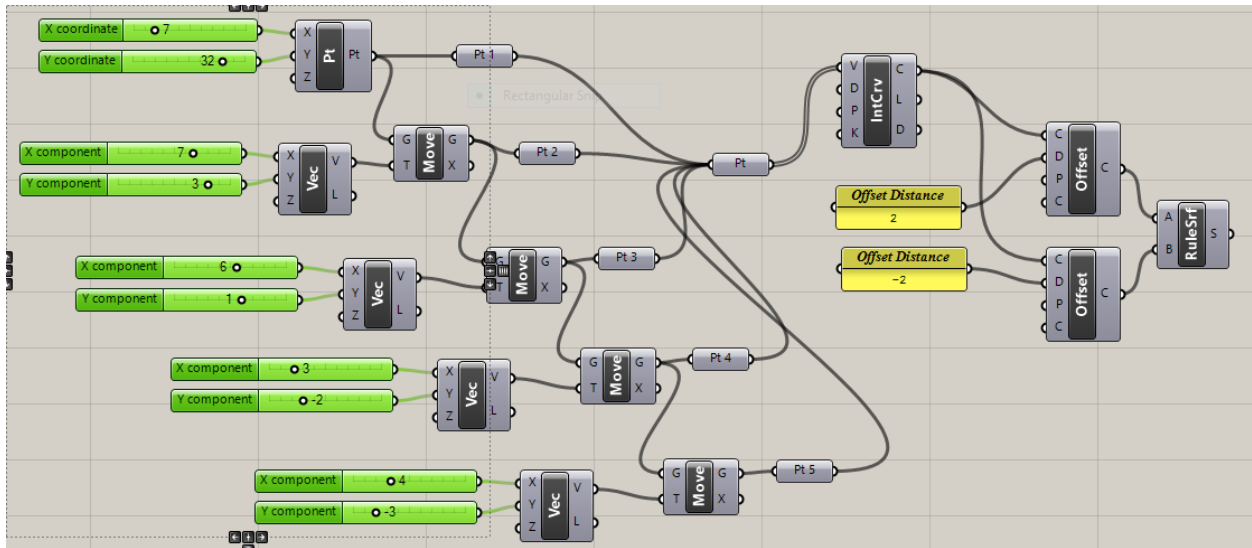 X coordinate 7
Y coordinate 32
X Y Z Pt Pt
Pt 1
Rectangular Snip
V D P K IntCrv C L D
X component 7
Y component 3
X Y Z Vec V L
G T Move G X
Pt 2
Pt
C D P C Offset C
Offset Distance
2
A B RuleSrf S
X component 6
Y component 1
X Y Z Vec V L
G T Move G X
Pt 3
Offset Distance
-2
C D P C Offset C
X component 3
Y component -2
X Y Z Vec V L
G T Move G X
Pt 4
X component 4
Y component -3
X Y Z Vec V L
G T Move G X
Pt 5